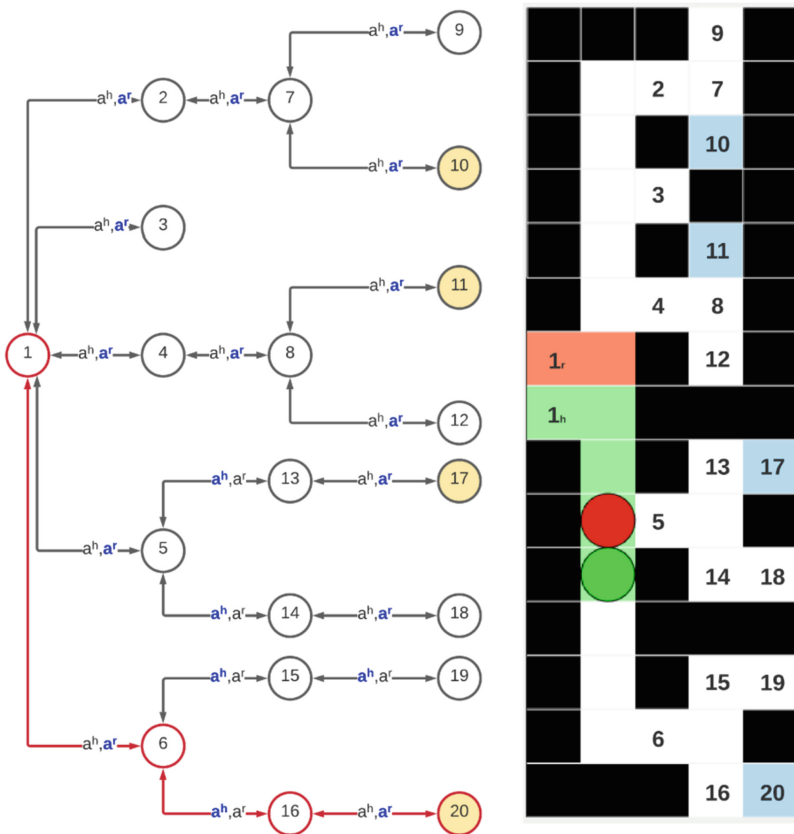 aʰ,aʳ 9
aʰ,aʳ 2 aʰ,aʳ 7
aʰ,aʳ 10
aʰ,aʳ 3
aʰ,aʳ 11
1 aʰ,aʳ 4 aʰ,aʳ 8
aʰ,aʳ 12
aʰ,aʳ 13 aʰ,aʳ 17
aʰ,aʳ 5
aʰ,aʳ 14 aʰ,aʳ 18
aʰ,aʳ 15 aʰ,aʳ 19
aʰ,aʳ 6
aʰ,aʳ 16 aʰ,aʳ 20
9
2 7
10
3
11
4 8
1ᵣ 12
1ₕ
13 17
5
14 18
15 19
6
16 20